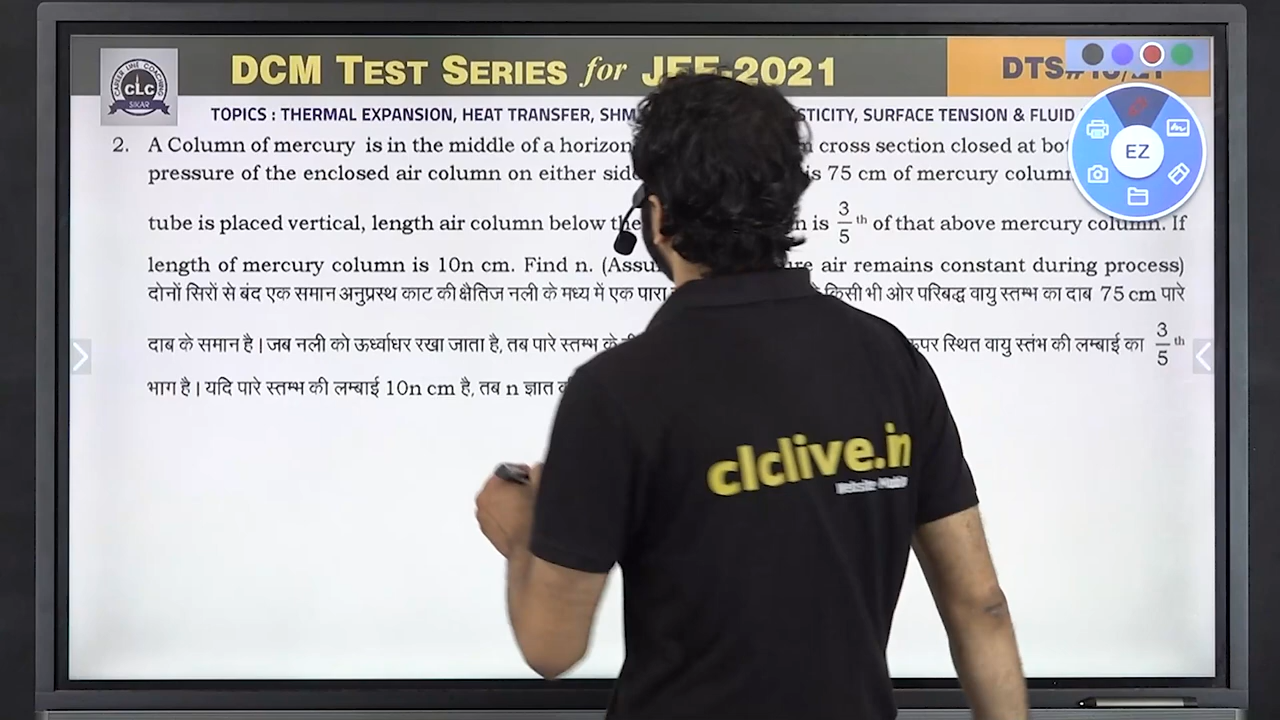 CAREER LINE COACHING
CLC
SIKAR
DCM TEST SERIES for JEE-2021
TOPICS : THERMAL EXPANSION, HEAT TRANSFER, SHM STICITY, SURFACE TENSION & FLUID
2. A Column of mercury is in the middle of a horizon cross section closed at bot
pressure of the enclosed air column on either side is 75 cm of mercury colum
tube is placed vertical, length air column below the n is 3/5 th of that above mercury column. If
length of mercury column is 10n cm. Find n. (Assu re air remains constant during process)
दोनों सिरों से बंद एक समान अनुप्रस्थ काट की क्षैतिज नली के मध्य में एक पारा किसी भी ओर परिबद्ध वायु स्तम्भ का दाब 75 cm पारे
दाब के समान है। जब नली को ऊर्ध्वाधर रखा जाता है, तब पारे स्तम्भ के पर स्थित वायु स्तंभ की लम्बाई का 3/5 th
भाग है। यदि पारे स्तम्भ की लम्बाई 10n cm है, तब n ज्ञात
EZ
clclive.in